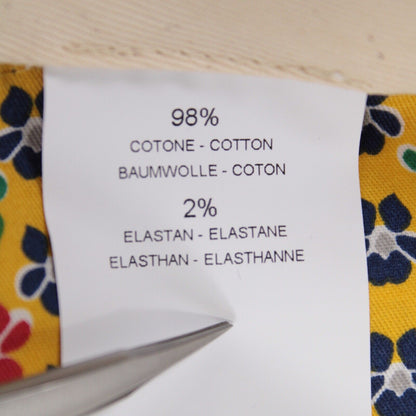 98%
COTONE - COTTON
BAUMWOLLE - COTON
2%
ELASTAN - ELASTANE
ELASTHAN - ELASTHANNE